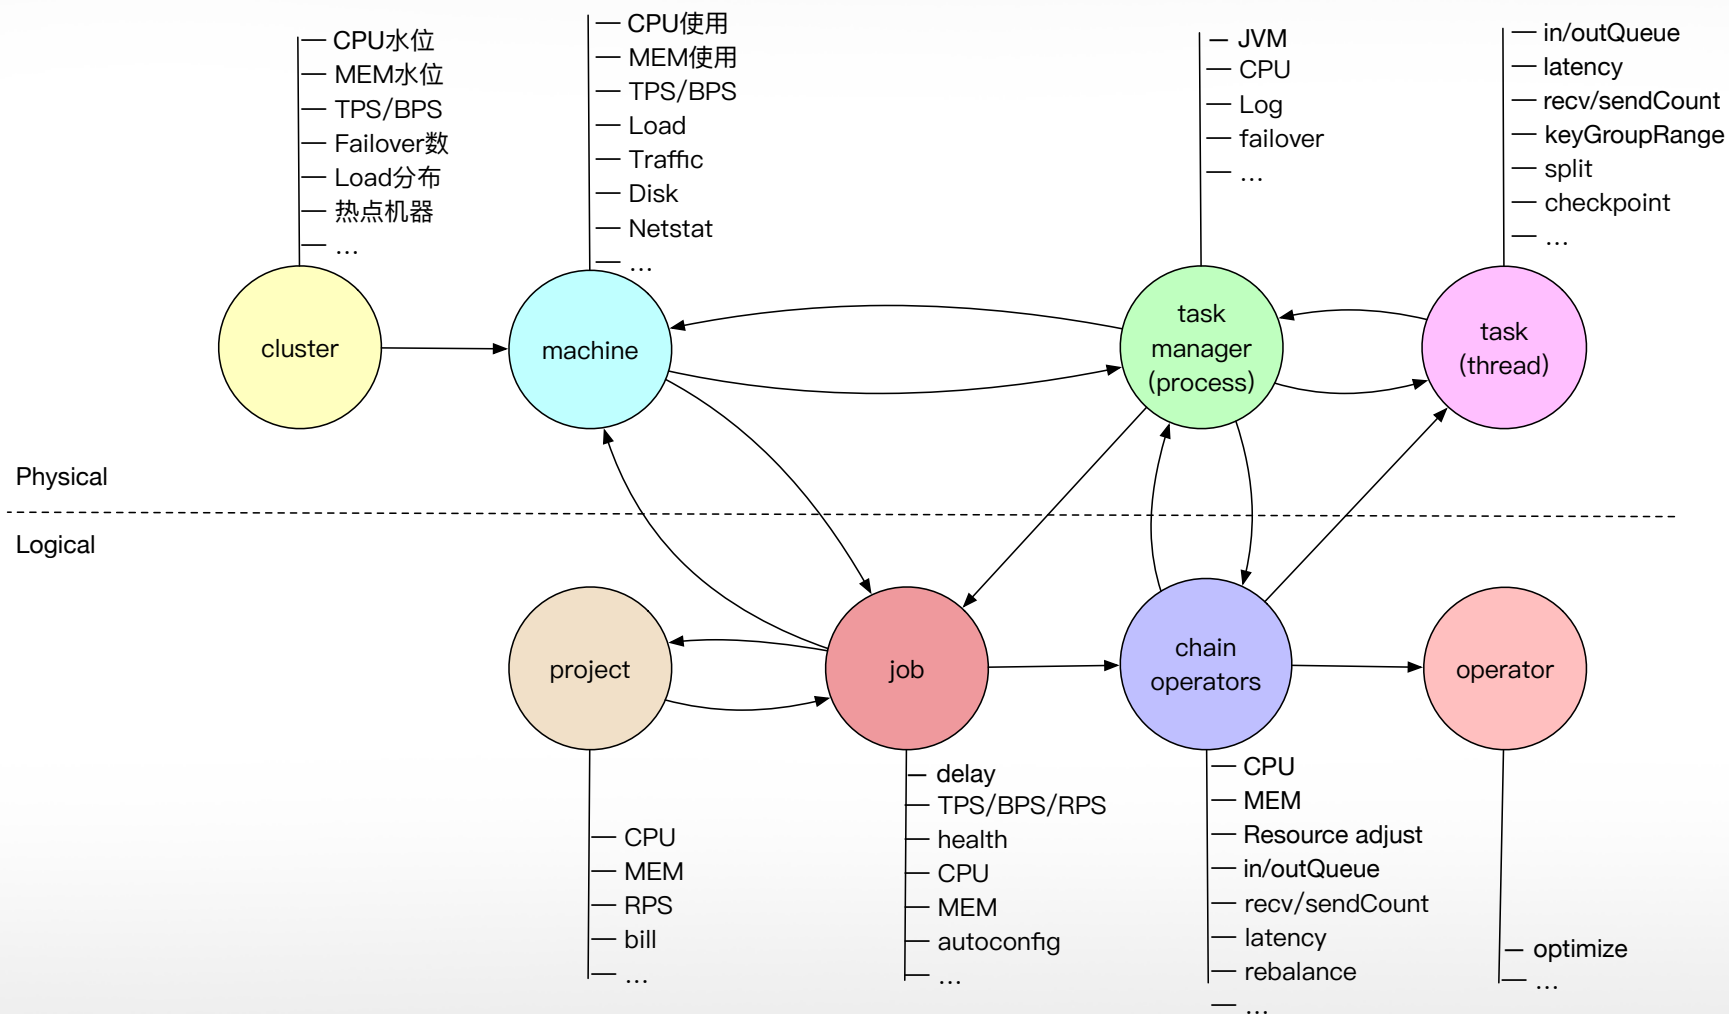 CPU水位
MEM水位
TPS/BPS
Failover数
Load分布
热点机器
...
CPU使用
MEM使用
TPS/BPS
Load
Traffic
Disk
Netstat
...
JVM
CPU
Log
failover
...
in/outQueue
latency
recv/sendCount
keyGroupRange
split
checkpoint
...
cluster
machine
task
manager
(process)
task
(thread)
Physical
Logical
project
job
chain
operators
operator
CPU
MEM
RPS
bill
...
delay
TPS/BPS/RPS
health
CPU
MEM
autoconfig
...
CPU
MEM
Resource adjust
in/outQueue
recv/sendCount
latency
rebalance
...
optimize
...